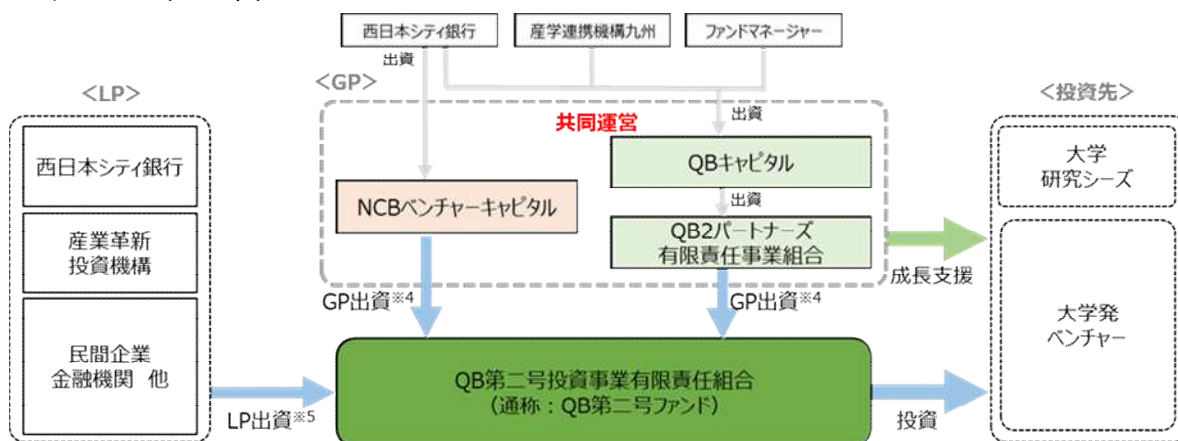 西日本シティ銀行
産学連携機構九州
ファンドマネージャー
出資
<GP>
<LP>
<投資先>
共同運営
出資
西日本シティ銀行
QBキャピタル
大学
研究シーズ
出資
NCBベンチャーキャピタル
産業革新
投資機構
QB2パートナーズ
有限責任事業組合
成長支援
GP出資※4
GP出資※4
大学発
ベンチャー
民間企業
金融機関 他
QB第二号投資事業有限責任組合
(通称:QB第二号ファンド)
LP出資※5
投資